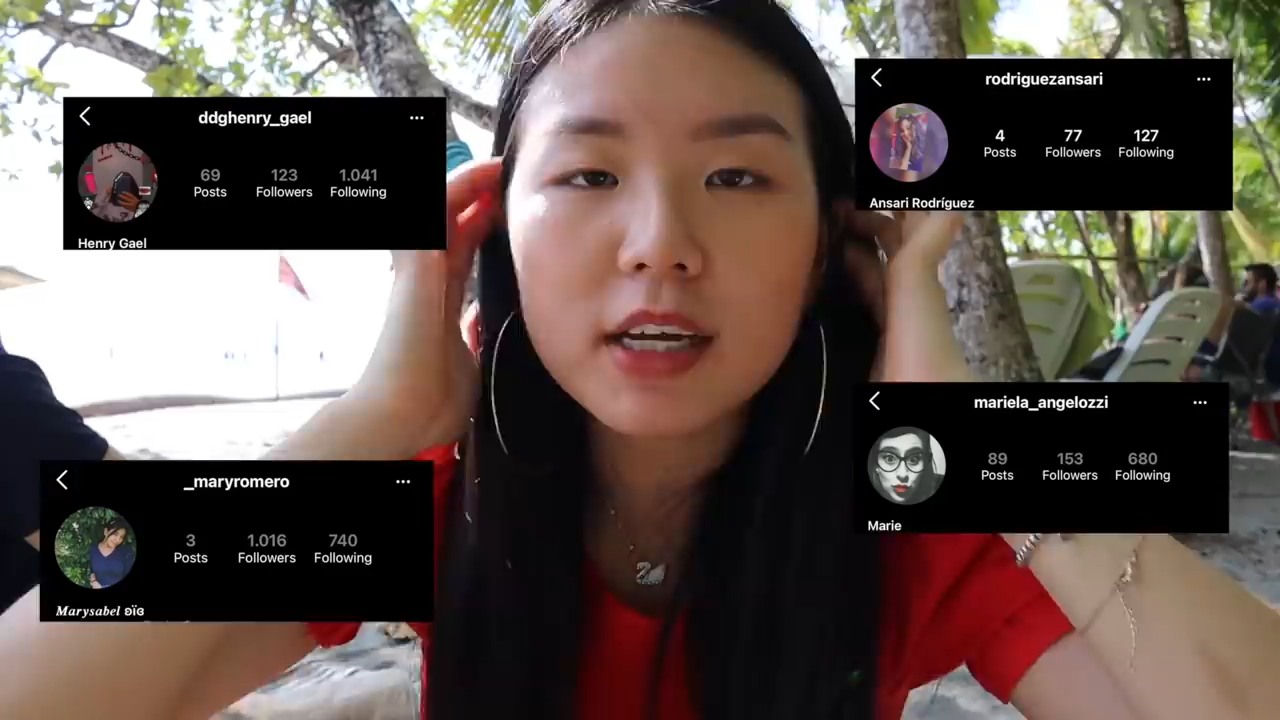 ddghenry_gael
69 123 1.041
Posts Followers Following
Henry Gael
rodriguezansari
4 77 127
Posts Followers Following
Ansari Rodríguez
_maryromero
3 1.016 740
Posts Followers Following
Marysabel ʚïɞ
mariela_angelozzi
89 153 680
Posts Followers Following
Marie